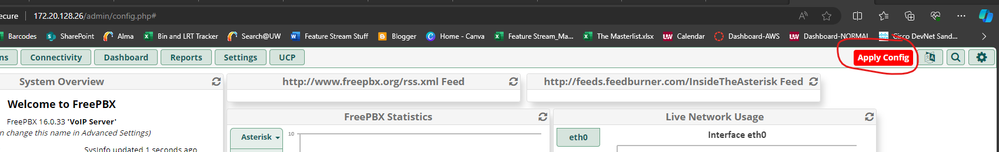 ecure
172.20.128.26/admin/config.php#
Barcodes
SharePoint
Alma
Bin and LRT Tracker
Search@UW
Feature Stream Stuff
Blogger
Home - Canva
Feature Stream_Ma...
The Masterlist.xlsx
Calendar
Dashboard-AWS
Dashboard-NORMAL
Cisco DevNet Sand...
ns
Connectivity
Dashboard
Reports
Settings
UCP
Apply Config
System Overview
http://www.freepbx.org/rss.xml Feed
http://feeds.feedburner.com/InsideTheAsterisk Feed
Welcome to FreePBX
FreePBX 16.0.33 'VoIP Server'
n change this name in Advanced Settings)
SysInfo updated 1 seconds ago
FreePBX Statistics
Live Network Usage
Asterisk
10
eth0
Interface eth0